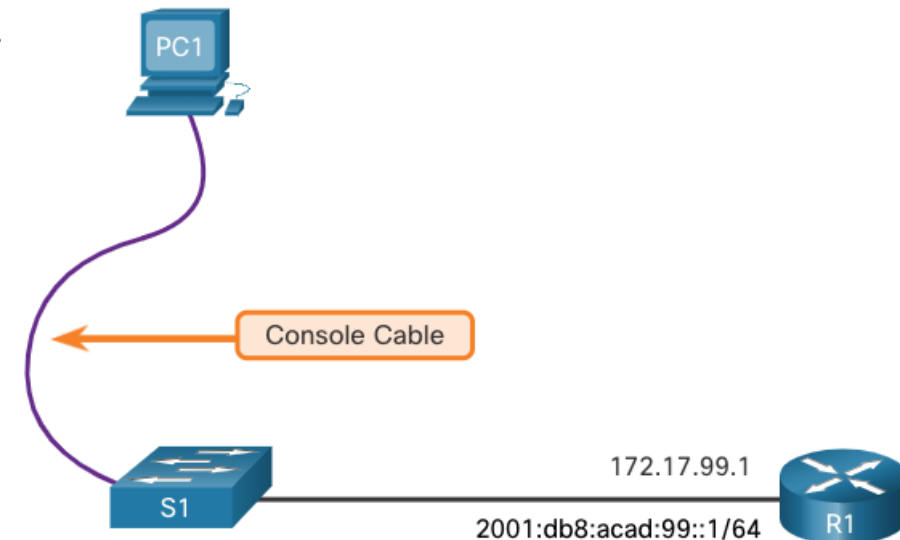 PC1
Console Cable
172.17.99.1
S1
R1
2001:db8:acad:99::1/64